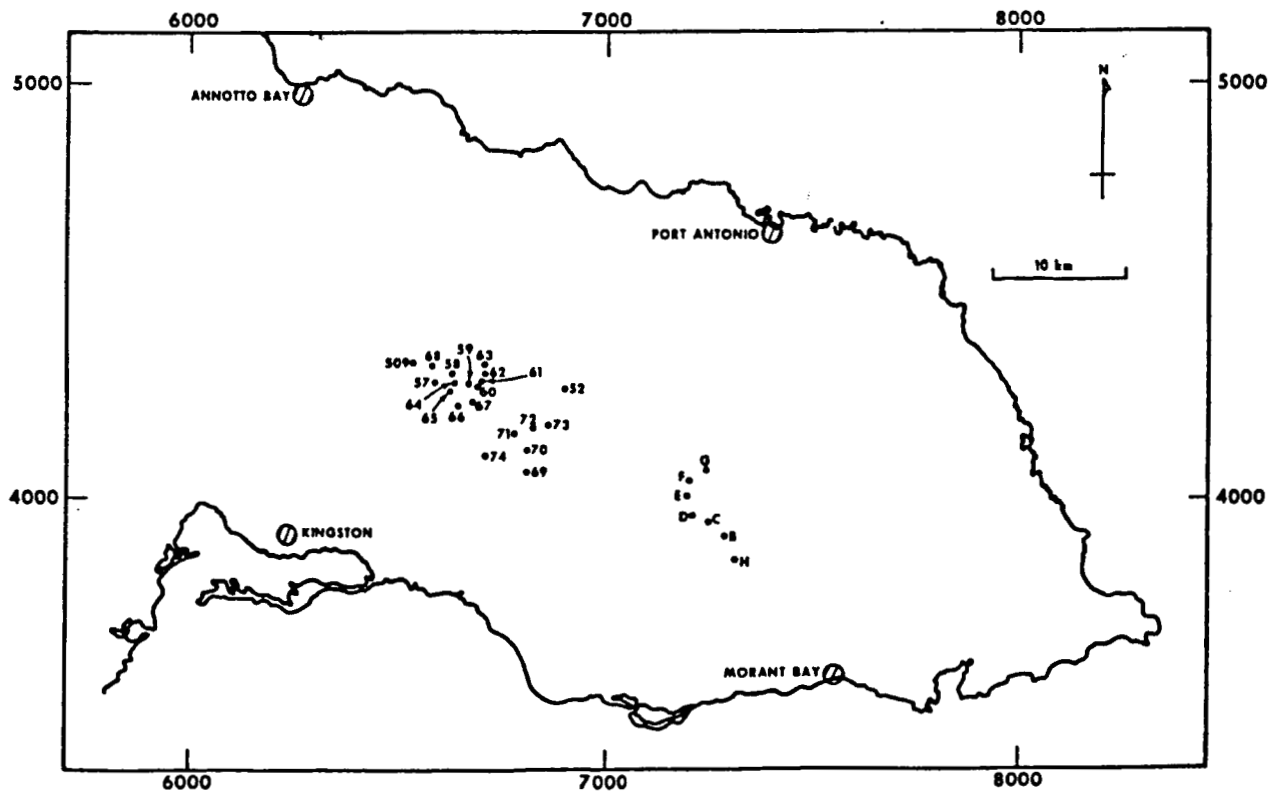 6000 7000 8000
5000 5000
N
ANNOTTO BAY
PORT ANTONIO
10 km
59
509 68 58 63
57 62 61
64 60 52
65 66 67
72
71 73
74 70
69
G
F
E
4000 4000
D C
B
H
KINGSTON
MORANT BAY
6000 7000 8000